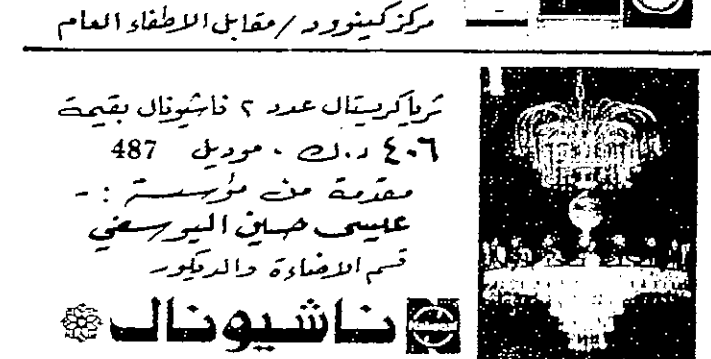 مركز كينوود / مقابل الاطفاء العام
ثريا كريستال عدد ٢ ناشيونال بقيمة
٤٠٦ د.ك. موديل 487
مقدمة من مؤسسة :-
عليسى حسين اليوسفي
قسم الاضاءة والديكور
ناشيونال